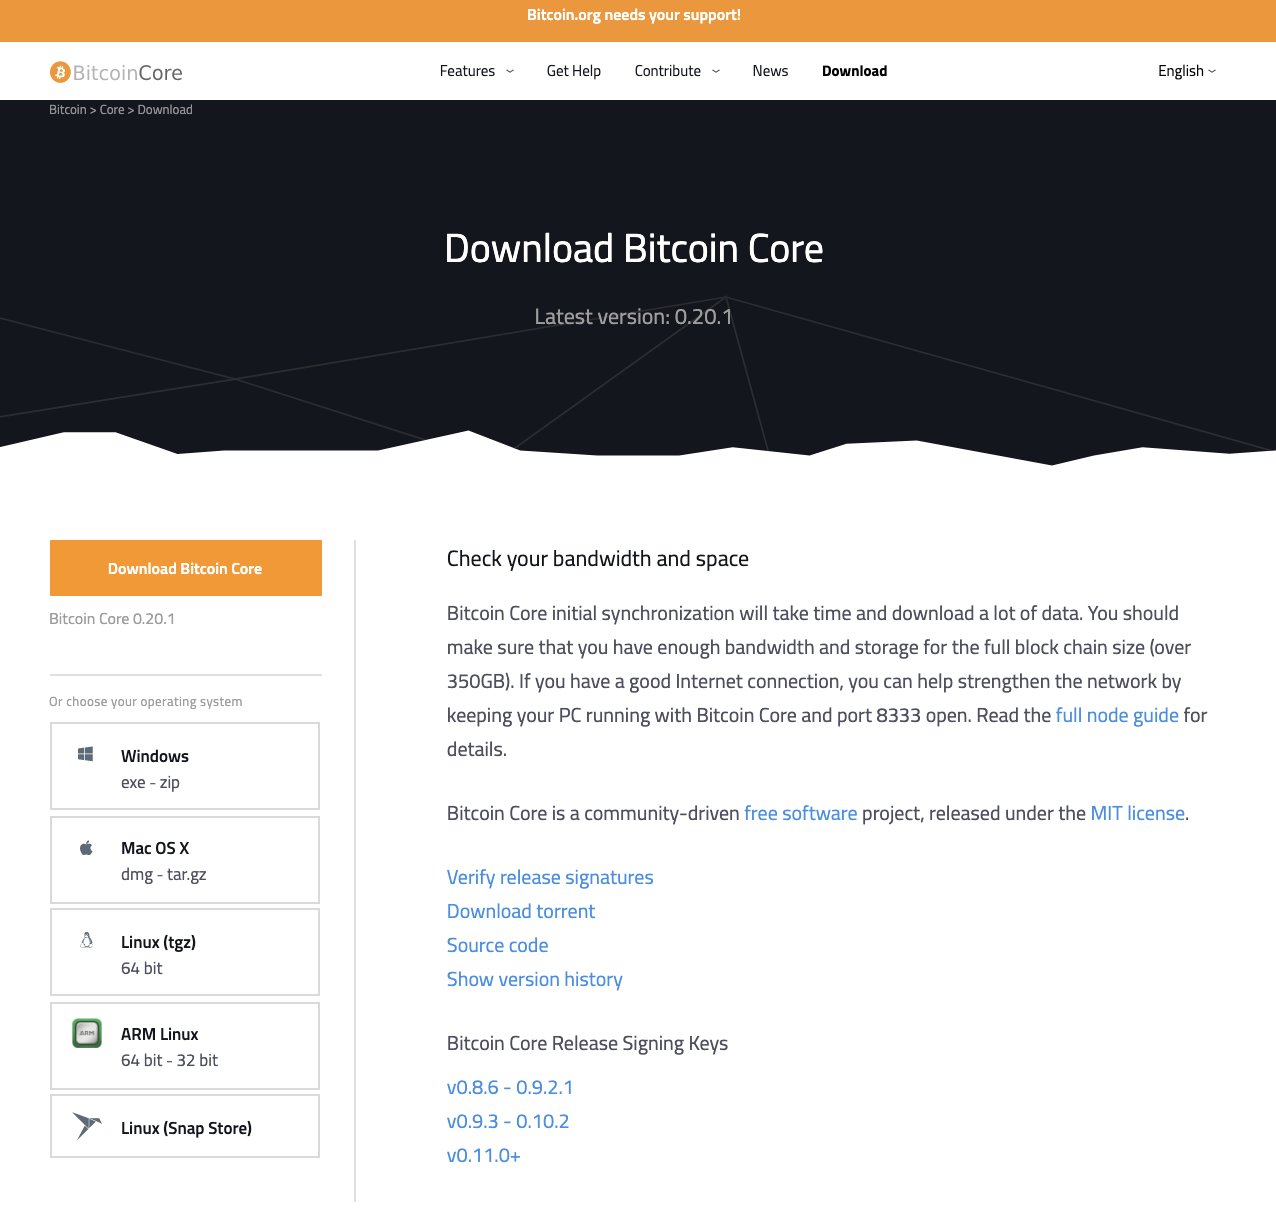 Bitcoin.org needs your support!
BitcoinCore
Features
Get Help
Contribute
News
Download
English
Bitcoin > Core > Download
Download Bitcoin Core
Latest version: 0.20.1
Download Bitcoin Core
Bitcoin Core 0.20.1
Or choose your operating system
Windows
exe - zip
Mac OS X
dmg - tar.gz
Linux (tgz)
64 bit
ARM
ARM Linux
64 bit - 32 bit
Linux (Snap Store)
Check your bandwidth and space
Bitcoin Core initial synchronization will take time and download a lot of data. You should
make sure that you have enough bandwidth and storage for the full block chain size (over
350GB). If you have a good Internet connection, you can help strengthen the network by
keeping your PC running with Bitcoin Core and port 8333 open. Read the full node guide for
details.
Bitcoin Core is a community-driven free software project, released under the MIT license.
Verify release signatures
Download torrent
Source code
Show version history
Bitcoin Core Release Signing Keys
v0.8.6 - 0.9.2.1
v0.9.3 - 0.10.2
v0.11.0+